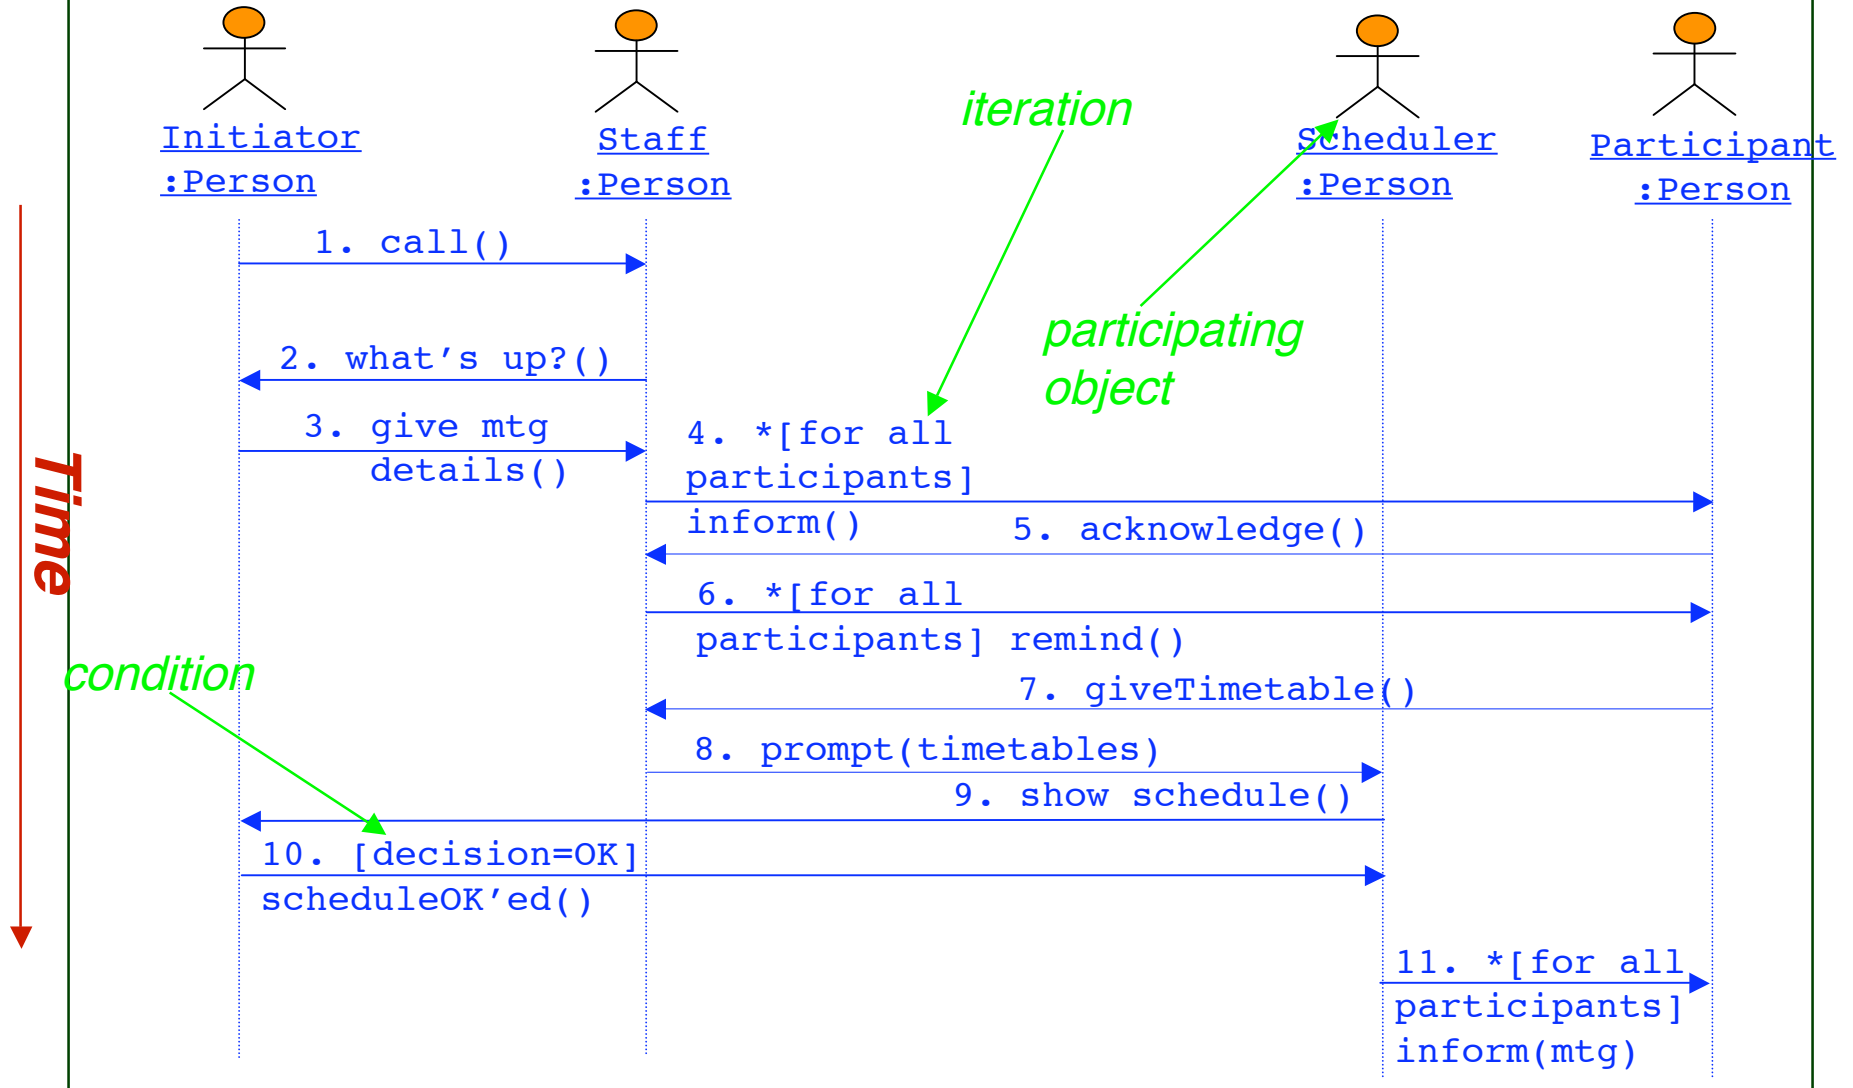 Initiator
:Person
Staff
:Person
iteration
Scheduler
:Person
Participant
:Person
1. call()
participating
object
2. what's up?()
3. give mtg
details()
4. *[for all
participants]
inform()
Time
5. acknowledge()
6. *[for all
participants] remind()
condition
7. giveTimetable()
8. prompt(timetables)
9. show schedule()
10. [decision=OK]
scheduleOK'ed()
11. *[for all
participants]
inform(mtg)